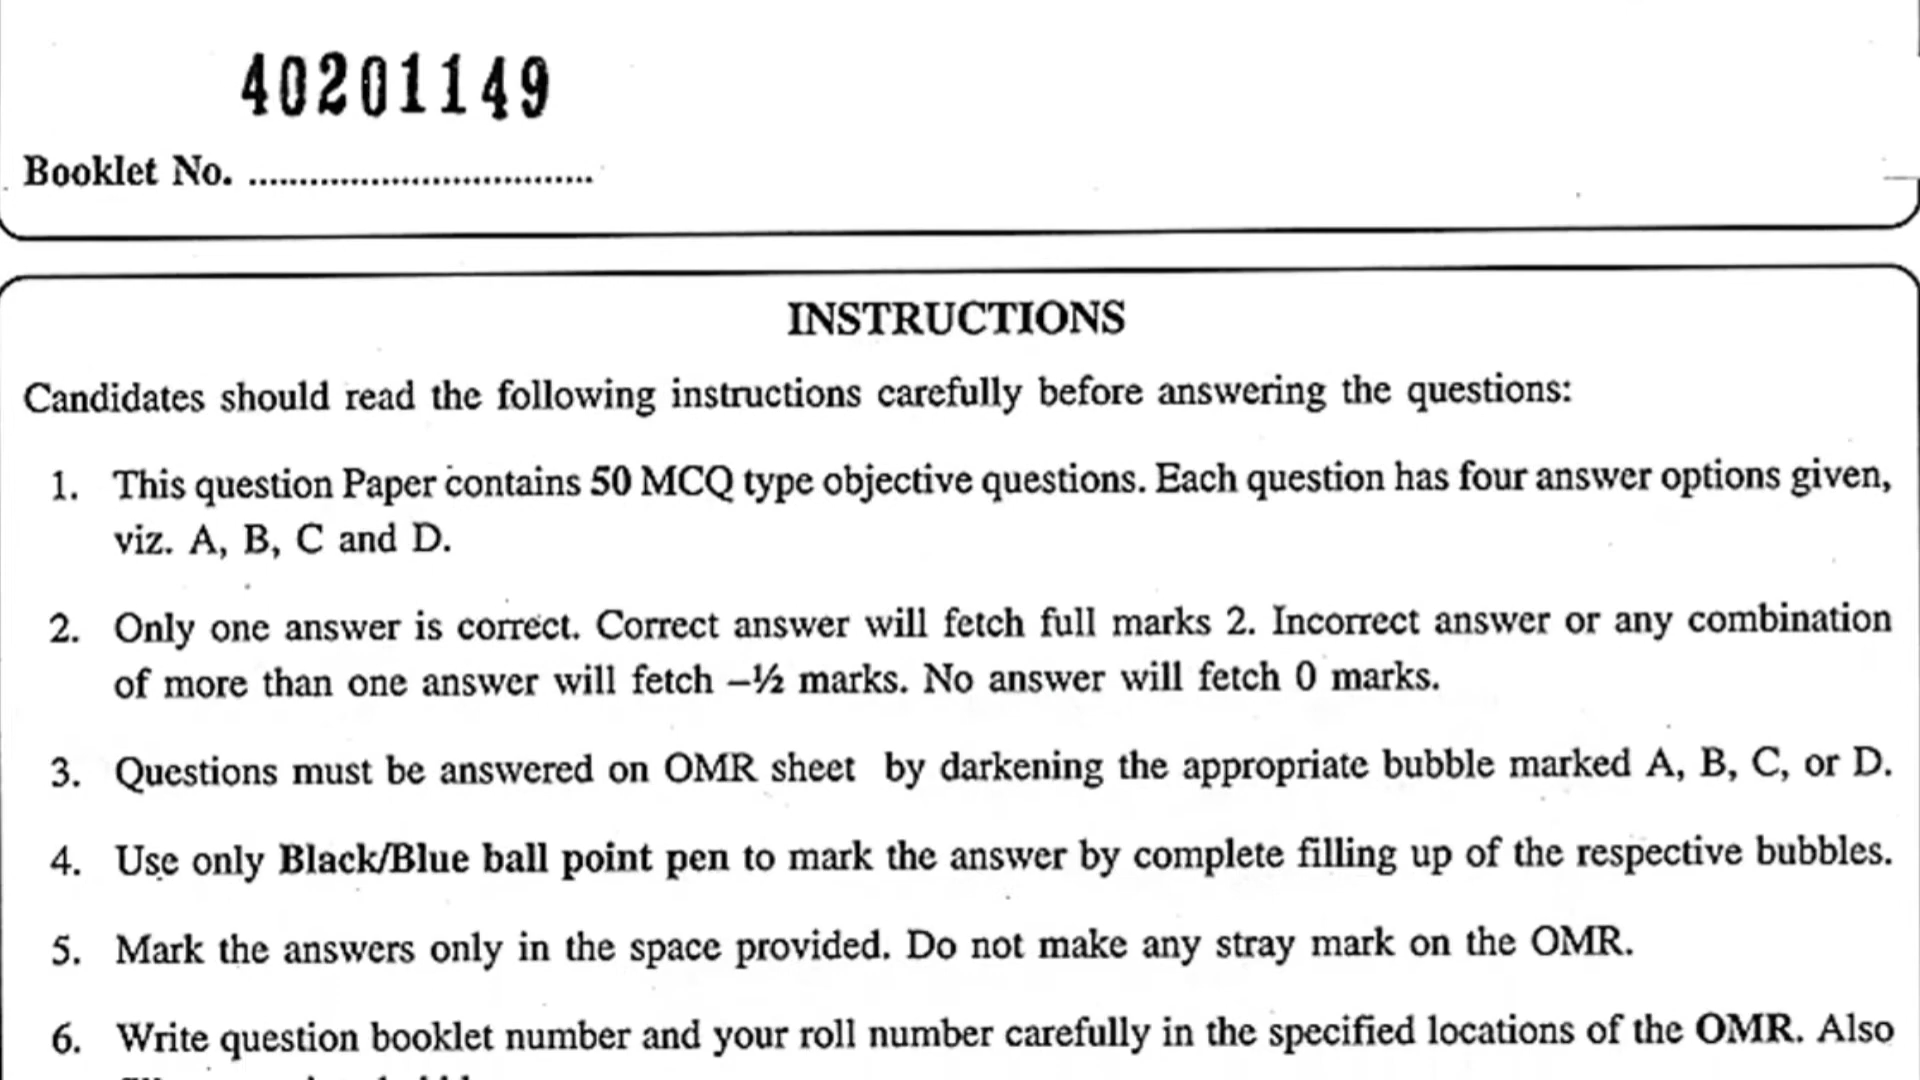 40201149
Booklet No. ..................................
INSTRUCTIONS
Candidates should read the following instructions carefully before answering the questions:
1. This question Paper contains 50 MCQ type objective questions. Each question has four answer options given,
viz. A, B, C and D.
2. Only one answer is correct. Correct answer will fetch full marks 2. Incorrect answer or any combination
of more than one answer will fetch –½ marks. No answer will fetch 0 marks.
3. Questions must be answered on OMR sheet by darkening the appropriate bubble marked A, B, C, or D.
4. Use only Black/Blue ball point pen to mark the answer by complete filling up of the respective bubbles.
5. Mark the answers only in the space provided. Do not make any stray mark on the OMR.
6. Write question booklet number and your roll number carefully in the specified locations of the OMR. Also